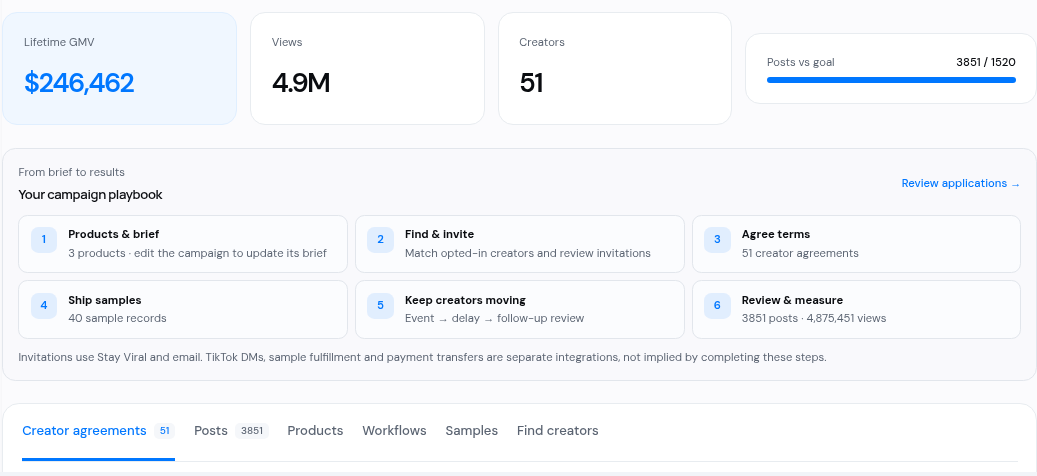 Lifetime GMV
$246,462
Views
4.9M
Creators
51
Posts vs goal 3851 / 1520
From brief to results
Your campaign playbook
Review applications →
1 Products & brief
3 products · edit the campaign to update its brief
2 Find & invite
Match opted-in creators and review invitations
3 Agree terms
51 creator agreements
4 Ship samples
40 sample records
5 Keep creators moving
Event → delay → follow-up review
6 Review & measure
3851 posts · 4,875,451 views
Invitations use Stay Viral and email. TikTok DMs, sample fulfillment and payment transfers are separate integrations, not implied by completing these steps.
Creator agreements 51 Posts 3851 Products Workflows Samples Find creators